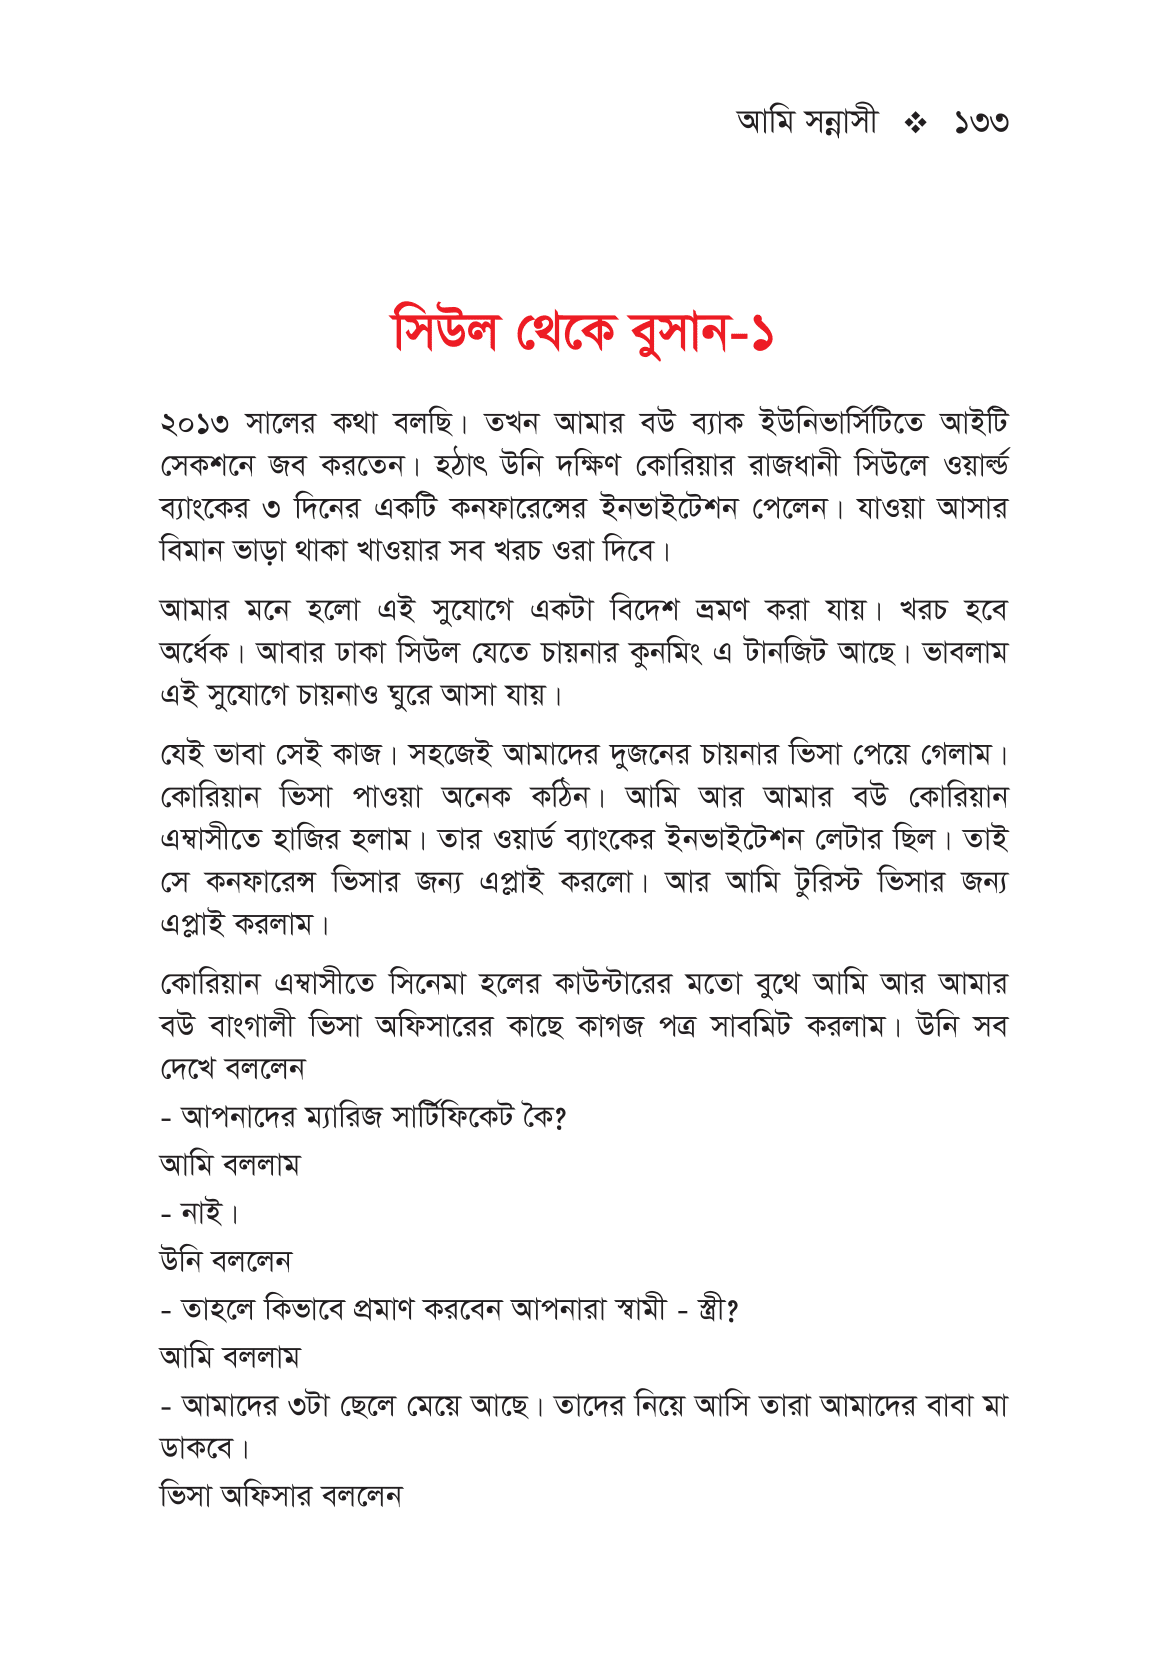 আমি সন্নাসী ❖ ১৩৩
সিউল থেকে বুসান-১
২০১৩ সালের কথা বলছি। তখন আমার বউ ব্যাক ইউনিভার্সিটিতে আইটি
সেকশনে জব করতেন। হঠাৎ উনি দক্ষিণ কোরিয়ার রাজধানী সিউলে ওয়ার্ল্ড
ব্যাংকের ৩ দিনের একটি কনফারেন্সের ইনভাইটেশন পেলেন। যাওয়া আসার
বিমান ভাড়া থাকা খাওয়ার সব খরচ ওরা দিবে।
আমার মনে হলো এই সুযোগে একটা বিদেশ ভ্রমণ করা যায়। খরচ হবে
অর্ধেক। আবার ঢাকা সিউল যেতে চায়নার কুনমিং এ টানজিট আছে। ভাবলাম
এই সুযোগে চায়নাও ঘুরে আসা যায়।
যেই ভাবা সেই কাজ। সহজেই আমাদের দুজনের চায়নার ভিসা পেয়ে গেলাম।
কোরিয়ান ভিসা পাওয়া অনেক কঠিন। আমি আর আমার বউ কোরিয়ান
এম্বাসীতে হাজির হলাম। তার ওয়ার্ড ব্যাংকের ইনভাইটেশন লেটার ছিল। তাই
সে কনফারেন্স ভিসার জন্য এপ্লাই করলো। আর আমি টুরিস্ট ভিসার জন্য
এপ্লাই করলাম।
কোরিয়ান এম্বাসীতে সিনেমা হলের কাউন্টারের মতো বুথে আমি আর আমার
বউ বাংগালী ভিসা অফিসারের কাছে কাগজ পত্র সাবমিট করলাম। উনি সব
দেখে বললেন
- আপনাদের ম্যারিজ সার্টিফিকেট কৈ?
আমি বললাম
- নাই।
উনি বললেন
- তাহলে কিভাবে প্রমাণ করবেন আপনারা স্বামী - স্ত্রী?
আমি বললাম
- আমাদের ৩টা ছেলে মেয়ে আছে। তাদের নিয়ে আসি তারা আমাদের বাবা মা
ডাকবে।
ভিসা অফিসার বললেন